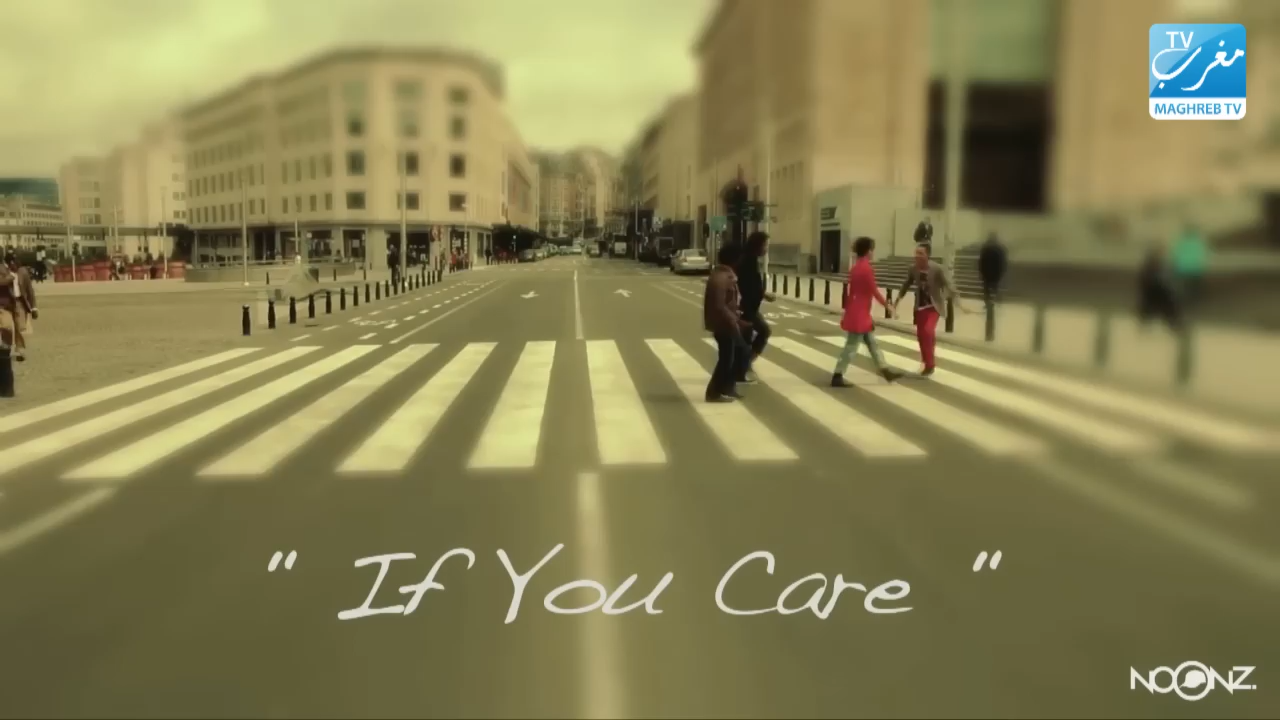 TV
مغرب
MAGHREB TV
" If You Care "
NOONZ.